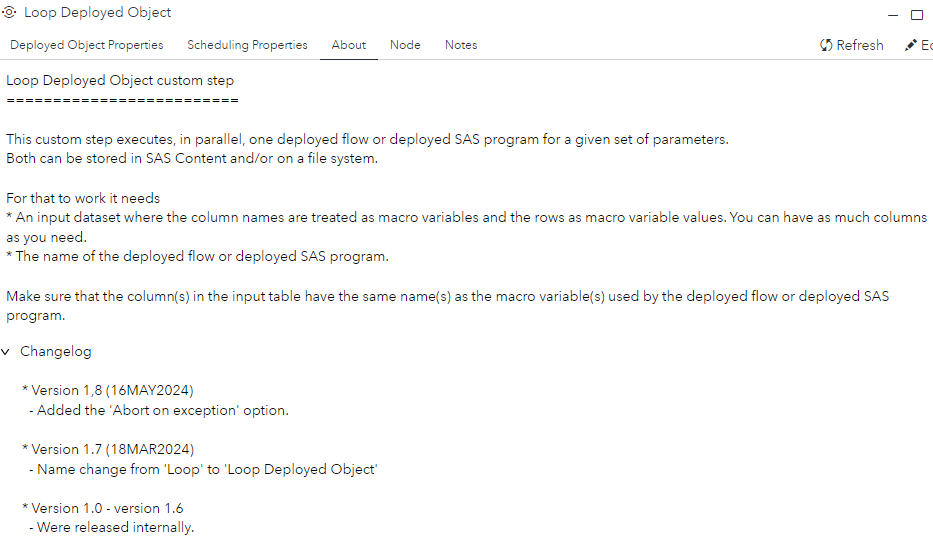 Loop Deployed Object
Deployed Object Properties Scheduling Properties About Node Notes Refresh
Loop Deployed Object custom step
=========================
This custom step executes, in parallel, one deployed flow or deployed SAS program for a given set of parameters.
Both can be stored in SAS Content and/or on a file system.
For that to work it needs
* An input dataset where the column names are treated as macro variables and the rows as macro variable values. You can have as much columns
as you need.
* The name of the deployed flow or deployed SAS program.
Make sure that the column(s) in the input table have the same name(s) as the macro variable(s) used by the deployed flow or deployed SAS
program.
Changelog
* Version 1,8 (16MAY2024)
- Added the 'Abort on exception' option.
* Version 1.7 (18MAR2024)
- Name change from 'Loop' to 'Loop Deployed Object'
* Version 1.0 - version 1.6
- Were released internally.